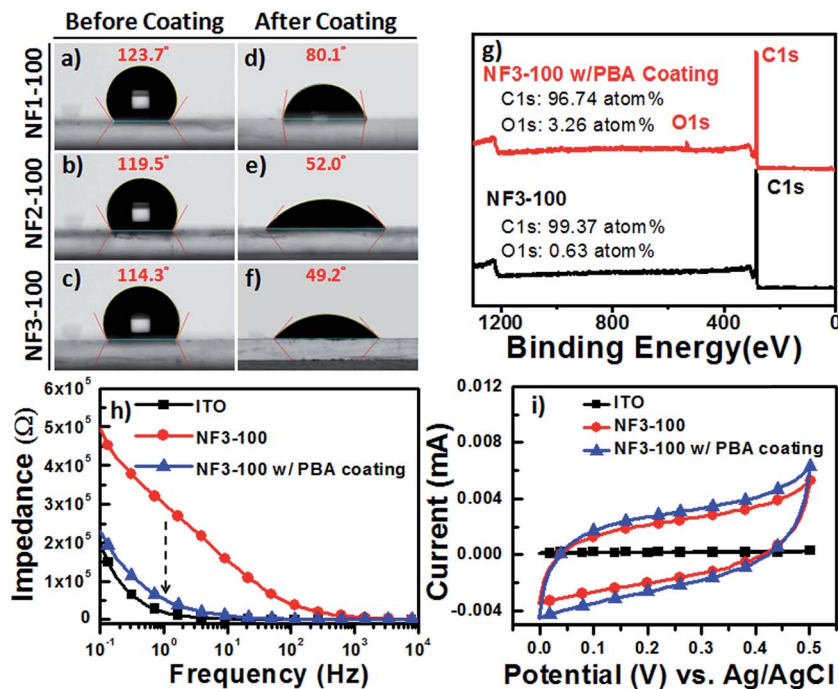 Before Coating After Coating
NF1-100
a) 123.7°
d) 80.1°
NF2-100
b) 119.5°
e) 52.0°
NF3-100
c) 114.3°
f) 49.2°
g)
C1s
NF3-100 w/PBA Coating
C1s: 96.74 atom%
O1s: 3.26 atom%
O1s
NF3-100
C1s
C1s: 99.37 atom%
O1s: 0.63 atom%
1200 800 400 0
Binding Energy(eV)
h)
ITO
NF3-100
NF3-100 w/ PBA coating
Impedance (Ω)
6x10⁵
5x10⁵
4x10⁵
3x10⁵
2x10⁵
1x10⁵
0
10⁻¹ 10⁰ 10¹ 10² 10³ 10⁴
Frequency (Hz)
i)
ITO
NF3-100
NF3-100 w/ PBA coating
Current (mA)
0.012
0.008
0.004
0.000
-0.004
0.0 0.1 0.2 0.3 0.4 0.5
Potential (V) vs. Ag/AgCl